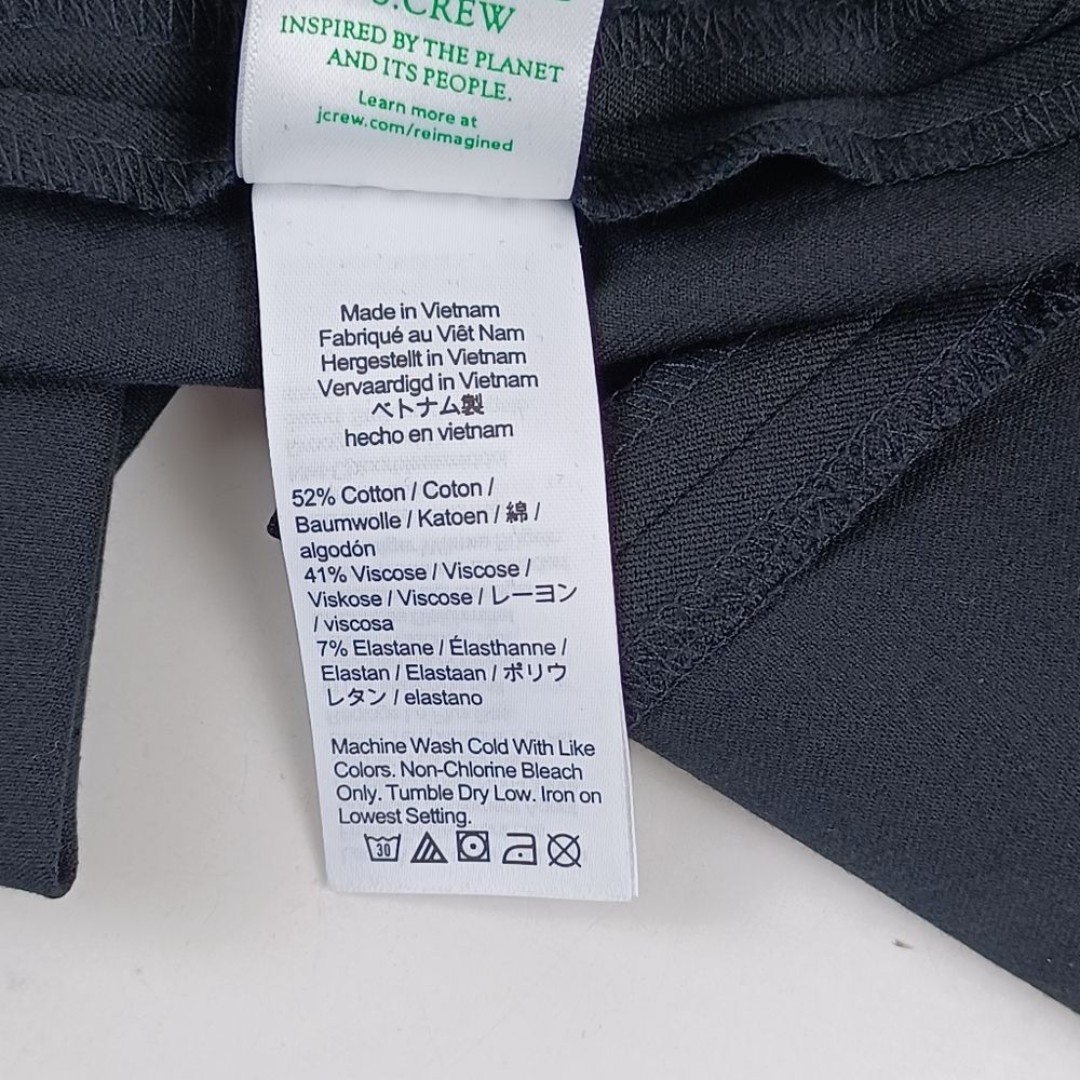 J.CREW
INSPIRED BY THE PLANET
AND ITS PEOPLE.
Learn more at
jcrew.com/reimagined
Made in Vietnam
Fabriqué au Viêt Nam
Hergestellt in Vietnam
Vervaardigd in Vietnam
ベトナム製
hecho en vietnam
52% Cotton / Coton /
Baumwolle / Katoen / 綿 /
algodón
41% Viscose / Viscose /
Viskose / Viscose / レーヨン
/ viscosa
7% Elastane / Élasthanne /
Elastan / Elastaan / ポリウ
レタン / elastano
Machine Wash Cold With Like
Colors. Non-Chlorine Bleach
Only. Tumble Dry Low. Iron on
Lowest Setting.
30